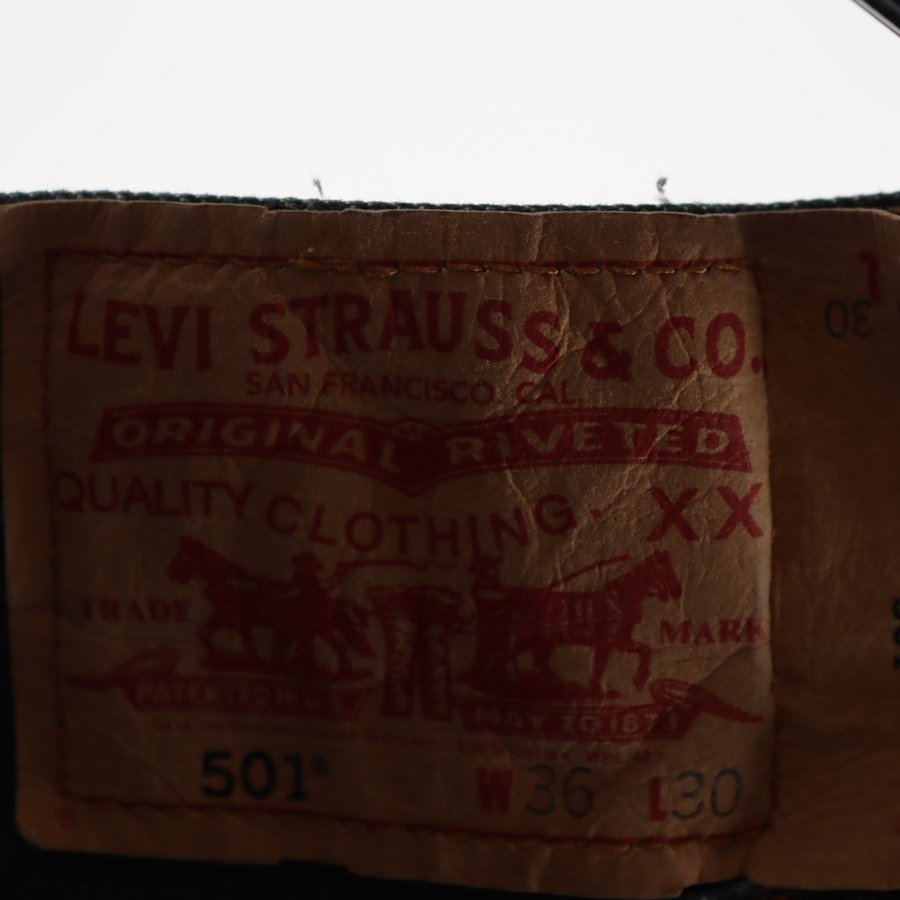 LEVI STRAUSS & CO.
SAN FRANCISCO, CAL.
ORIGINAL RIVETED
QUALITY CLOTHING. XX
TRADE MARK
PATENTED IN U.S. MAY 20 1873
501® W 36 L 30
L
30